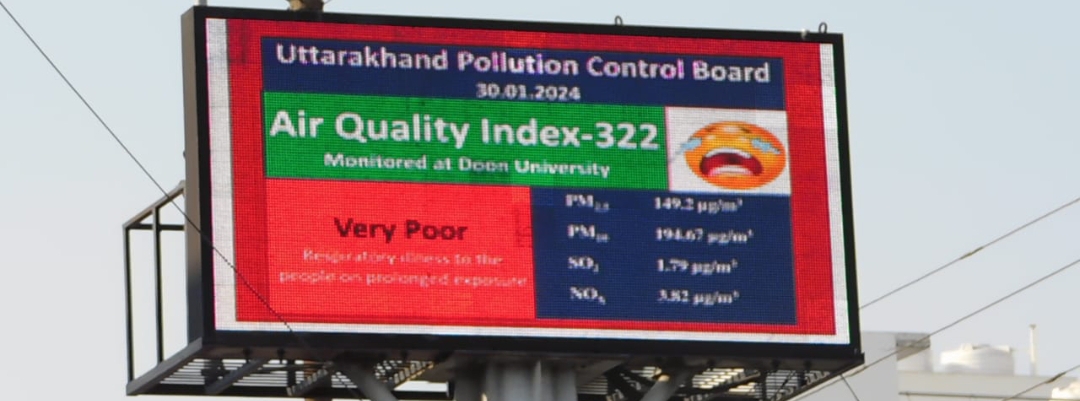 Uttarakhand Pollution Control Board
30.01.2024
Air Quality Index-322
Monitored at Doon University
Very Poor
Respiratory illness to the
people on prolonged exposure
PM₂.₅ 149.2 µg/m³
PM₁₀ 194.67 µg/m³
SO₂ 1.79 µg/m³
NOₓ 3.82 µg/m³